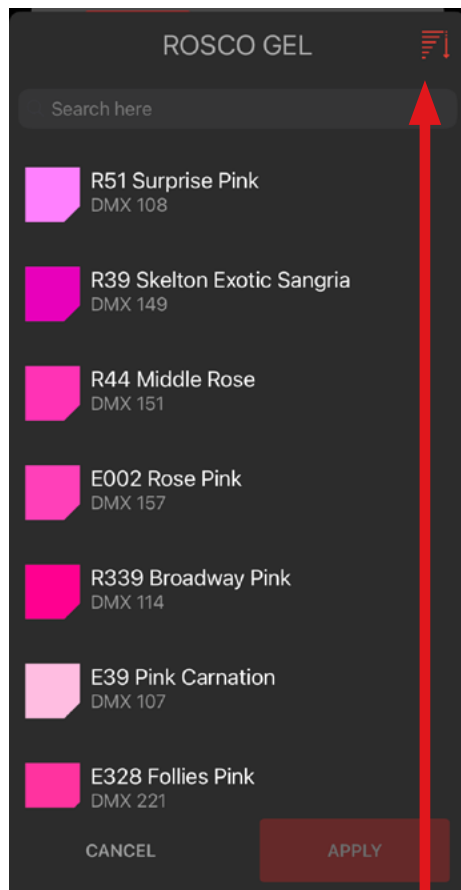 ROSCO GEL
Search here
R51 Surprise Pink
DMX 108
R39 Skelton Exotic Sangria
DMX 149
R44 Middle Rose
DMX 151
E002 Rose Pink
DMX 157
R339 Broadway Pink
DMX 114
E39 Pink Carnation
DMX 107
E328 Follies Pink
DMX 221
CANCEL APPLY